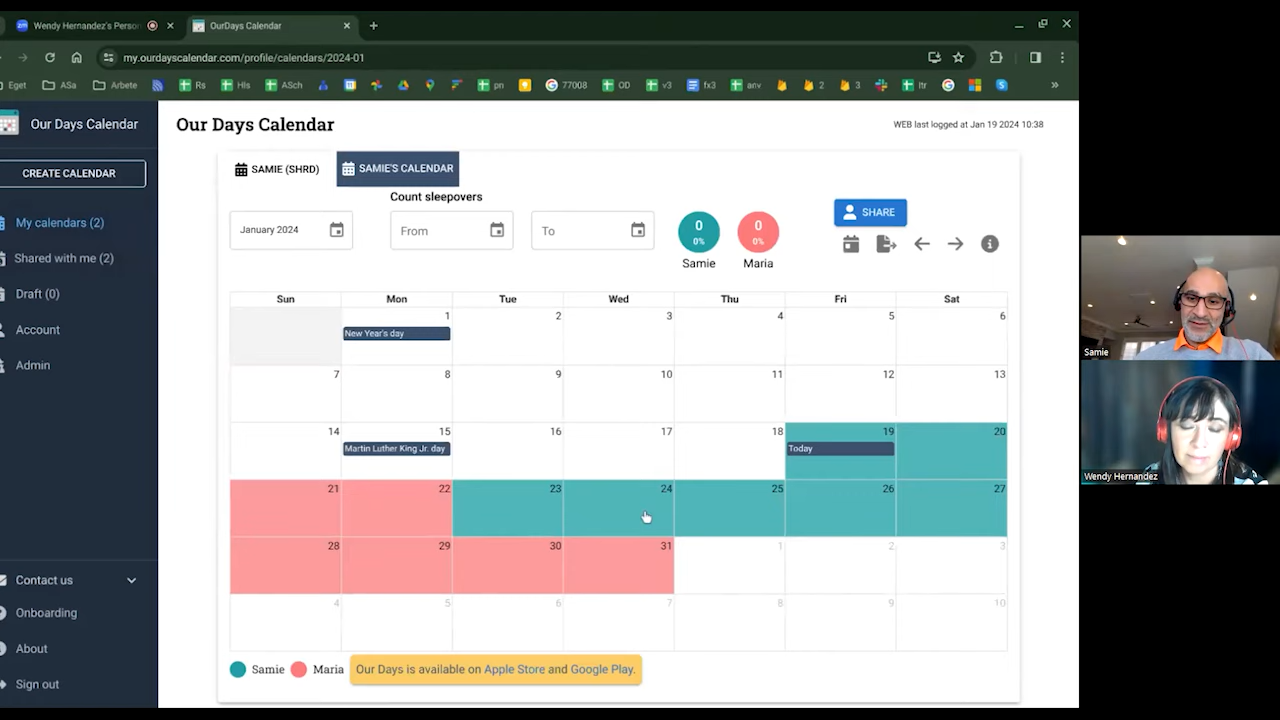 Wendy Hernandez's Perso
OurDays Calendar
my.ourdayscalendar.com/profile/calendars/2024-01
Eget ASa Arbete Rs HIs ASch pn 77008 OD v3 fx3 anv 2 3 ltr
Our Days Calendar
CREATE CALENDAR
My calendars (2)
Shared with me (2)
Draft (0)
Account
Admin
Contact us
Onboarding
About
Sign out
Our Days Calendar
WEB last logged at Jan 19 2024 10:38
SAMIE (SHRD) SAMIE'S CALENDAR
Count sleepovers
January 2024 From To
0 0% Samie
0 0% Maria
SHARE
Sun Mon Tue Wed Thu Fri Sat
1 2 3 4 5 6
New Year's day
7 8 9 10 11 12 13
14 15 16 17 18 19 20
Martin Luther King Jr. day Today
21 22 23 24 25 26 27
28 29 30 31 1 2 3
4 5 6 7 8 9 10
Samie Maria Our Days is available on Apple Store and Google Play.
Samie
Wendy Hernandez